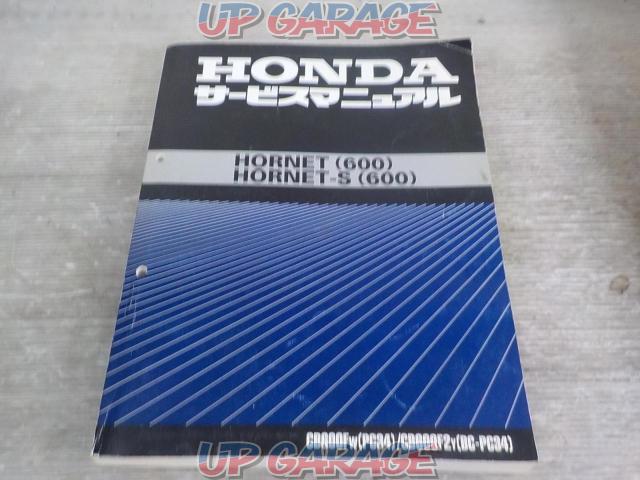 UP GARAGE
HONDA
サービスマニュアル
HORNET (600)
HORNET-S (600)
CB600FW(PC34)/CB600F2Y(BC-PC34)
UP GARAGE